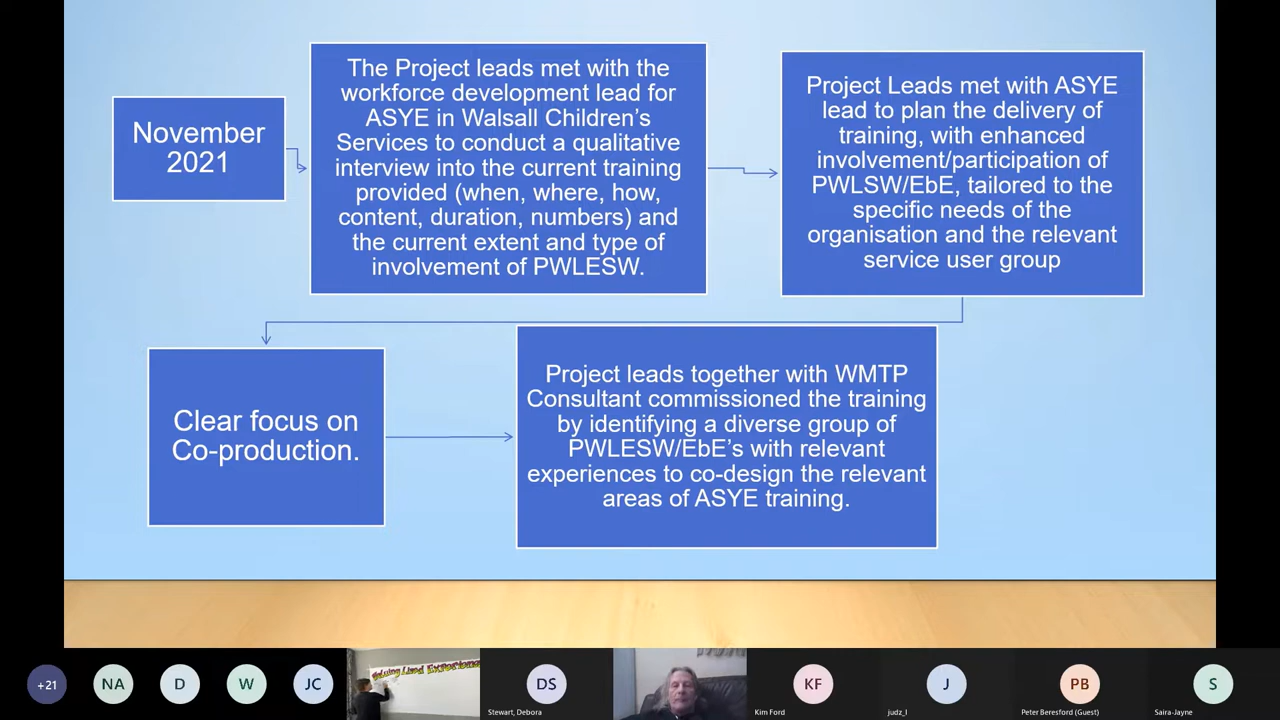 November
2021
The Project leads met with the
workforce development lead for
ASYE in Walsall Children’s
Services to conduct a qualitative
interview into the current training
provided (when, where, how,
content, duration, numbers) and
the current extent and type of
involvement of PWLESW.
Project Leads met with ASYE
lead to plan the delivery of
training, with enhanced
involvement/participation of
PWLSW/EbE, tailored to the
specific needs of the
organisation and the relevant
service user group
Clear focus on
Co-production.
Project leads together with WMTP
Consultant commissioned the training
by identifying a diverse group of
PWLESW/EbE’s with relevant
experiences to co-design the relevant
areas of ASYE training.
+21
NA
D
W
JC
Lived
DS
Stewart, Debora
KF
Kim Ford
J
judz_l
PB
Peter Beresford (Guest)
S
Saira-Jayne